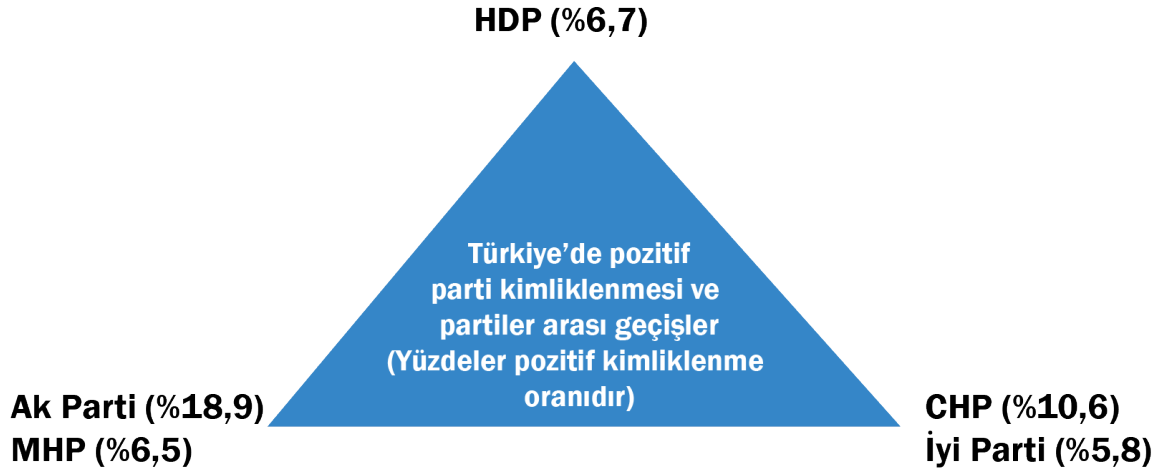 HDP (%6,7)
Türkiye’de pozitif
parti kimliklenmesi ve
partiler arası geçişler
(Yüzdeler pozitif kimliklenme
oranıdır)
Ak Parti (%18,9)
MHP (%6,5)
CHP (%10,6)
İyi Parti (%5,8)